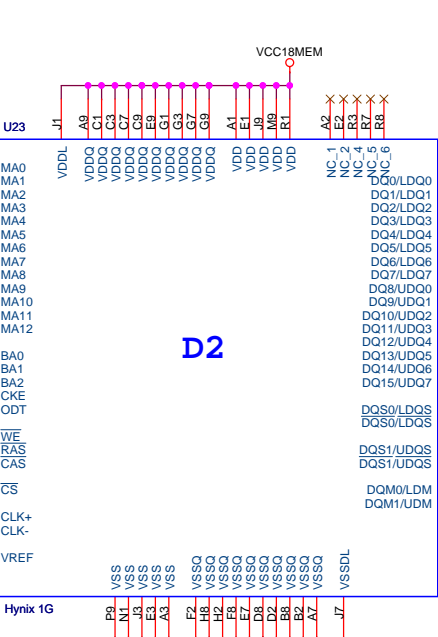 VCC18MEM
U23
J1 A9 C1 C3 C7 C9 E9 G1 G3 G7 G9 A1 E1 J9 M9 R1 A2 E2 R3 R7 R8
VDDL VDDQ VDDQ VDDQ VDDQ VDDQ VDDQ VDDQ VDDQ VDDQ VDDQ VDD VDD VDD VDD VDD NC_1 NC_2 NC_4 NC_5 NC_6
MA0
MA1 DQ0/LDQ0
MA2 DQ1/LDQ1
MA3 DQ2/LDQ2
MA4 DQ3/LDQ3
MA5 DQ4/LDQ4
MA6 DQ5/LDQ5
MA7 DQ6/LDQ6
MA8 DQ7/LDQ7
MA9 DQ8/UDQ0
MA10 DQ9/UDQ1
MA11 DQ10/UDQ2
MA12 DQ11/UDQ3
DQ12/UDQ4
D2
BA0 DQ13/UDQ5
BA1 DQ14/UDQ6
BA2 DQ15/UDQ7
CKE
ODT DQS0/LDQS
DQS0/LDQS
WE
RAS DQS1/UDQS
CAS DQS1/UDQS
CS DQM0/LDM
DQM1/UDM
CLK+
CLK-
VREF
VSS VSS VSS VSS VSS VSSQ VSSQ VSSQ VSSQ VSSQ VSSQ VSSQ VSSQ VSSQ VSSQ VSSDL
Hynix 1G
P9 N1 J3 E3 A3 F2 H8 H2 F8 E7 D8 D2 B8 B2 A7 J7